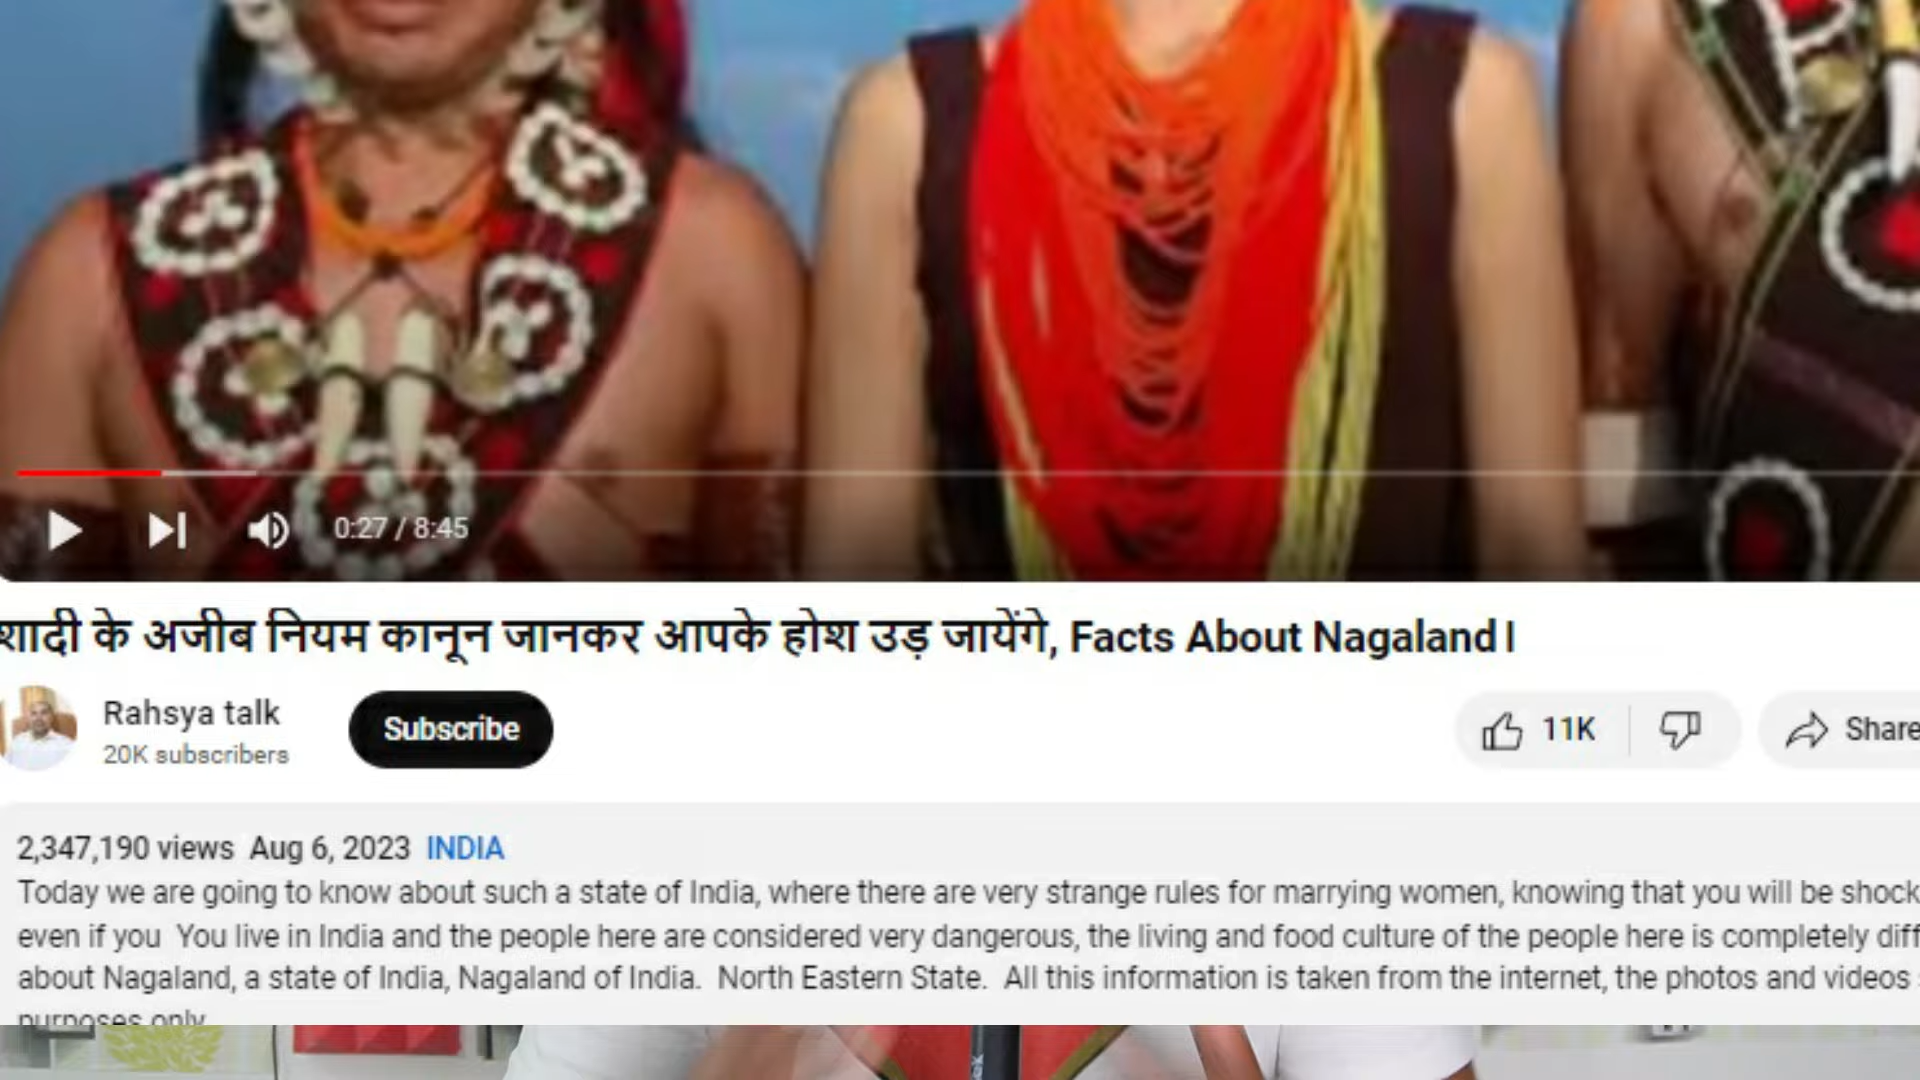 0:27 / 8:45
शादी के अजीब नियम कानून जानकर आपके होश उड़ जायेंगे, Facts About Nagaland।
Rahsya talk
20K subscribers
Subscribe
11K
Share
2,347,190 views Aug 6, 2023 INDIA
Today we are going to know about such a state of India, where there are very strange rules for marrying women, knowing that you will be shock
even if you You live in India and the people here are considered very dangerous, the living and food culture of the people here is completely diff
about Nagaland, a state of India, Nagaland of India. North Eastern State. All this information is taken from the internet, the photos and videos
purposes only